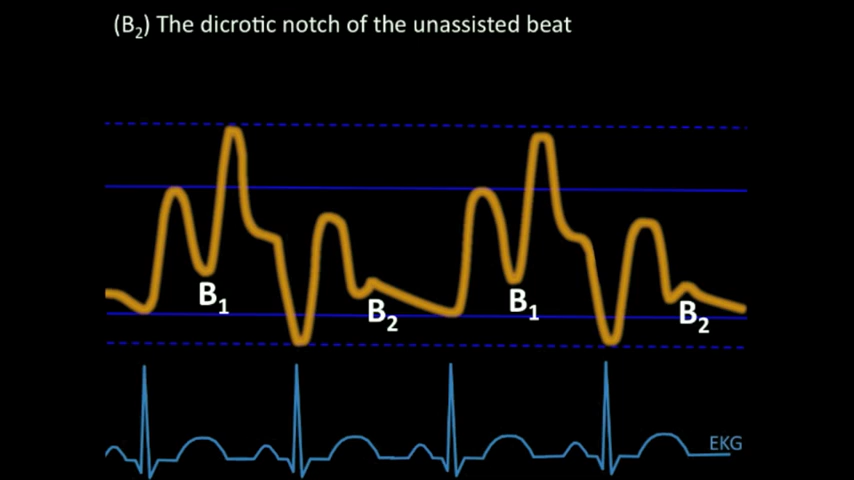 (B₂) The dicrotic notch of the unassisted beat
B₁
B₂
B₁
B₂
EKG